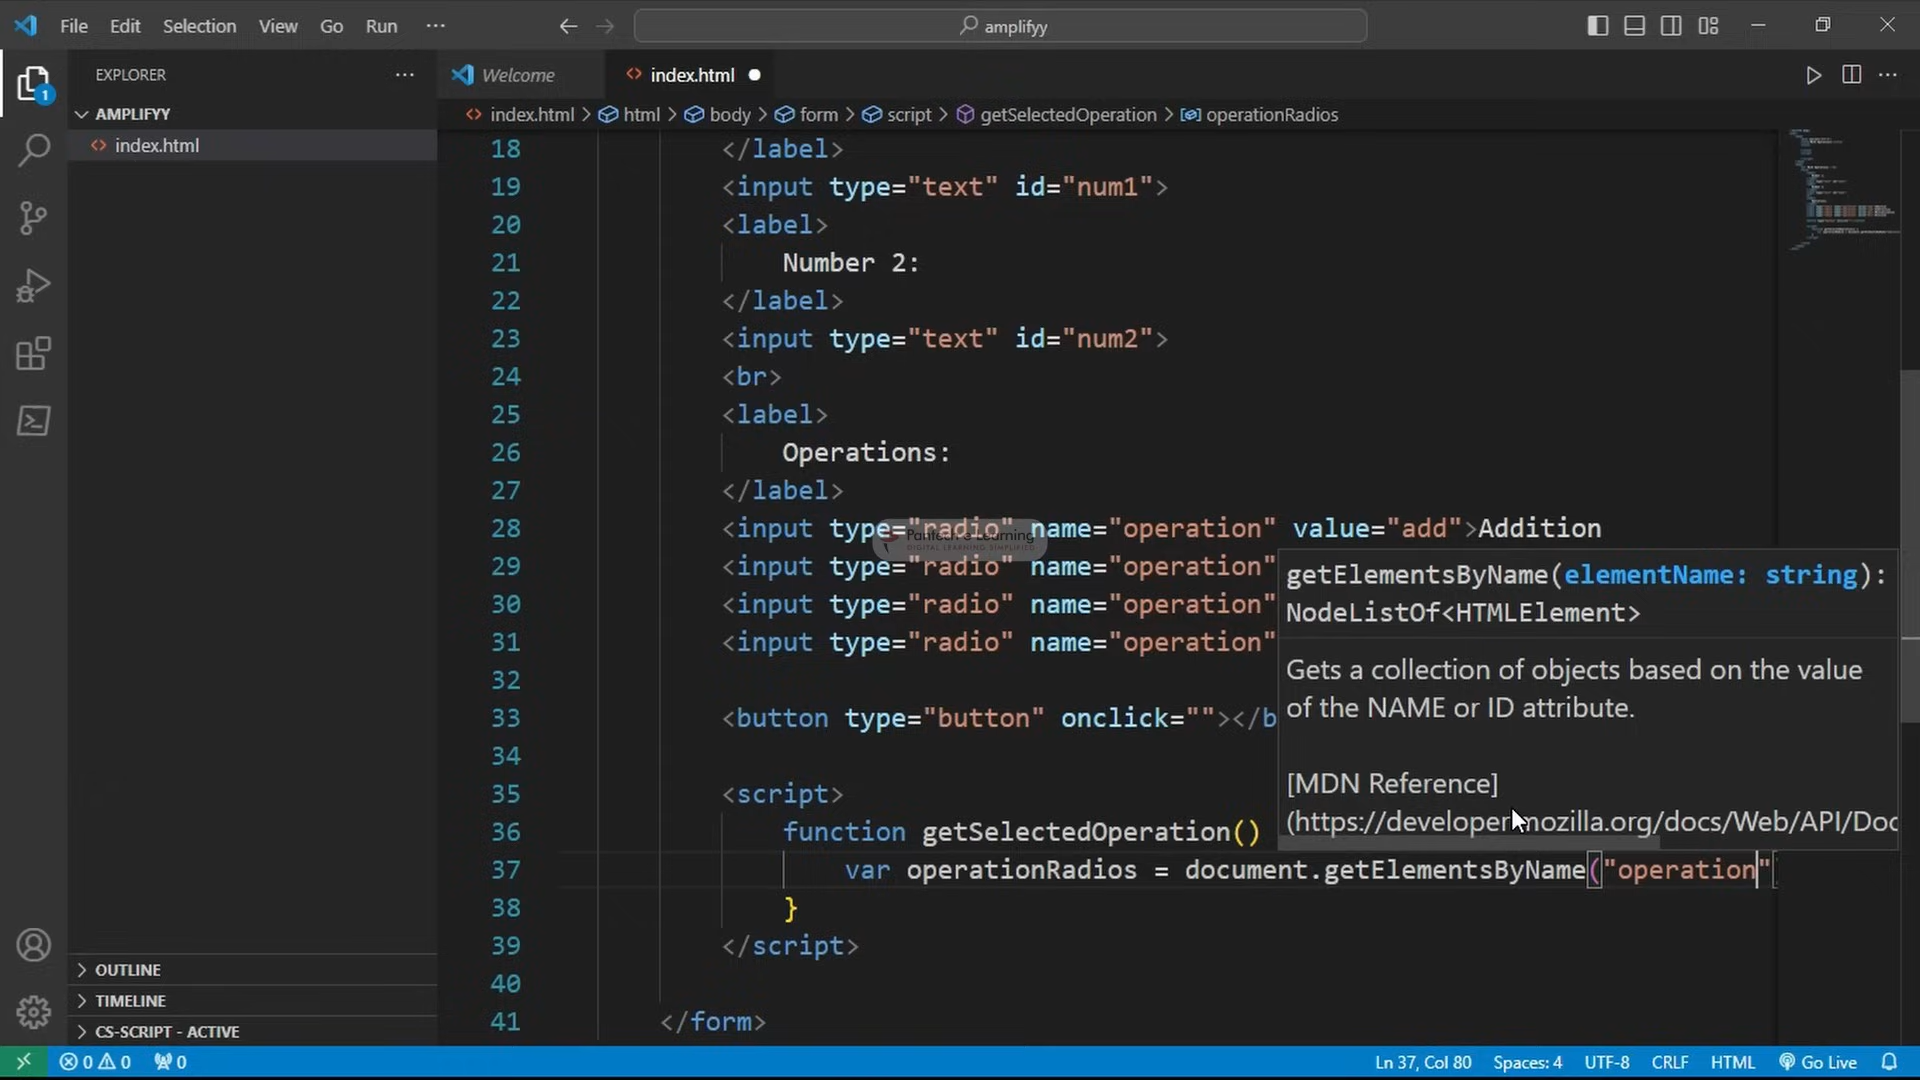 File Edit Selection View Go Run ··· amplifyy
EXPLORER ···
Welcome index.html
AMPLIFYY
index.html
index.html > html > body > form > script > getSelectedOperation > operationRadios
18 </label>
19 <input type="text" id="num1">
20 <label>
21 Number 2:
22 </label>
23 <input type="text" id="num2">
24 <br>
25 <label>
26 Operations:
27 </label>
28 <input type="radio" name="operation" value="add">Addition
Pantech e Learning
DIGITAL LEARNING SIMPLIFIED
29 <input type="radio" name="operation"
30 <input type="radio" name="operation"
31 <input type="radio" name="operation"
32
33 <button type="button" onclick=""></b
34
35 <script>
36 function getSelectedOperation()
37 var operationRadios = document.getElementsByName("operation"
38 }
39 </script>
40
41 </form>
getElementsByName(elementName: string):
NodeListOf<HTMLElement>
Gets a collection of objects based on the value
of the NAME or ID attribute.
[MDN Reference]
(https://developer.mozilla.org/docs/Web/API/Doc
OUTLINE
TIMELINE
CS-SCRIPT - ACTIVE
0 0 0 Ln 37, Col 80 Spaces: 4 UTF-8 CRLF HTML Go Live
1